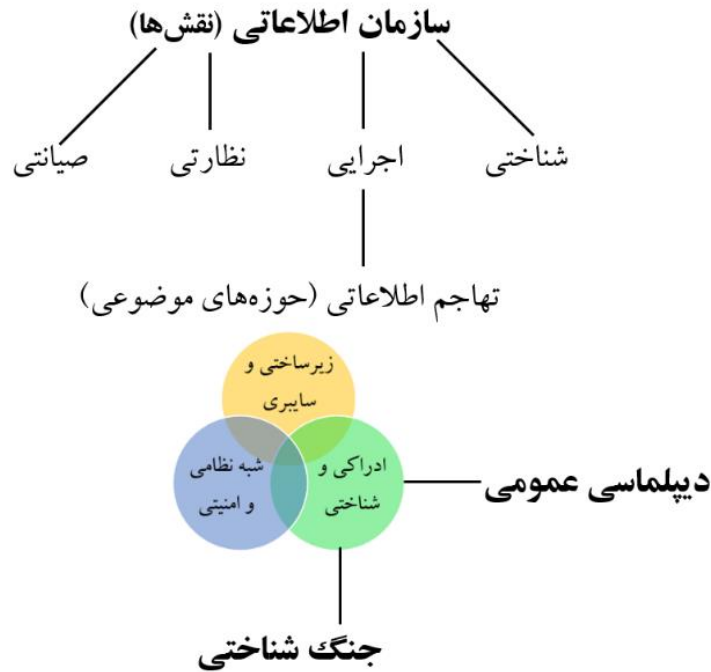 سازمان اطلاعاتی (نقش‌ها)
شناختی اجرایی نظارتی صیانتی
تهاجم اطلاعاتی (حوزه‌های موضوعی)
زیرساختی و
سایبری
ادراکی و
شناختی
شبه نظامی
و امنیتی
دیپلماسی عمومی
جنگ شناختی